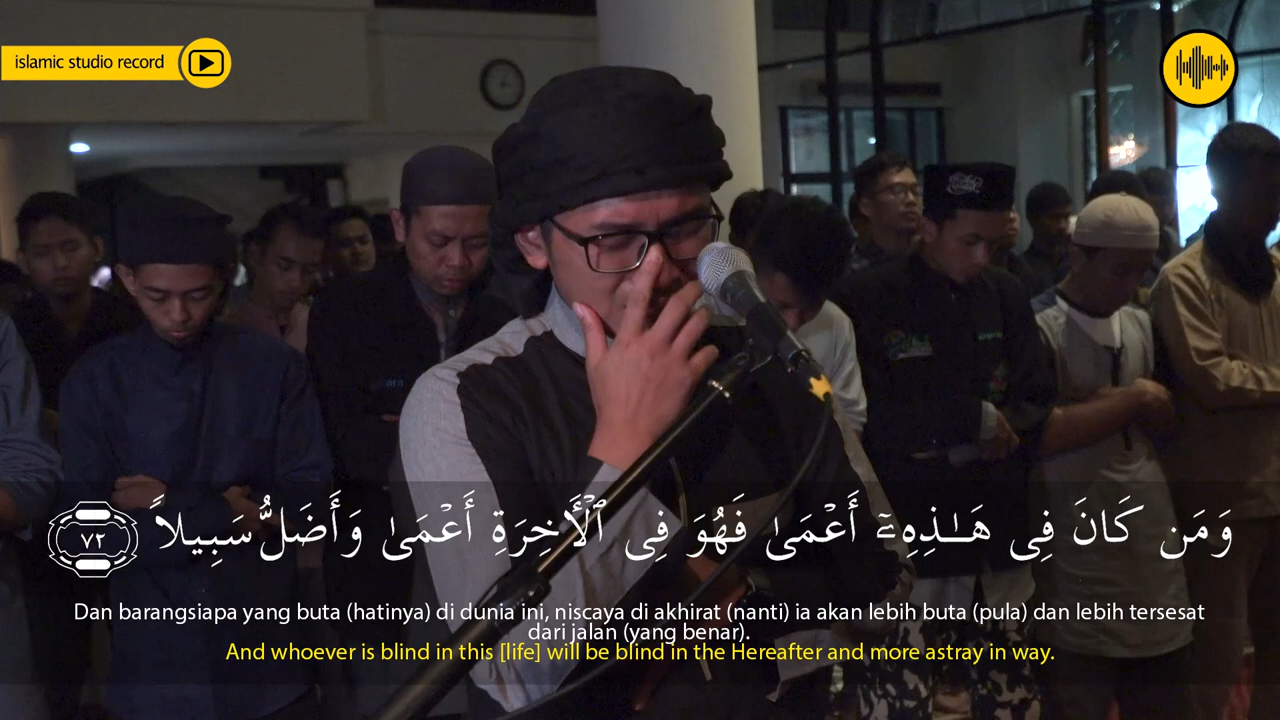 islamic studio record
وَمَن كَانَ فِى هَـٰذِهِۦٓ أَعْمَىٰ فَهُوَ فِى ٱلْأَخِرَةِ أَعْمَىٰ وَأَضَلُّ سَبِيلاً ٧٢
Dan barangsiapa yang buta (hatinya) di dunia ini, niscaya di akhirat (nanti) ia akan lebih buta (pula) dan lebih tersesat
dari jalan (yang benar).
And whoever is blind in this [life] will be blind in the Hereafter and more astray in way.